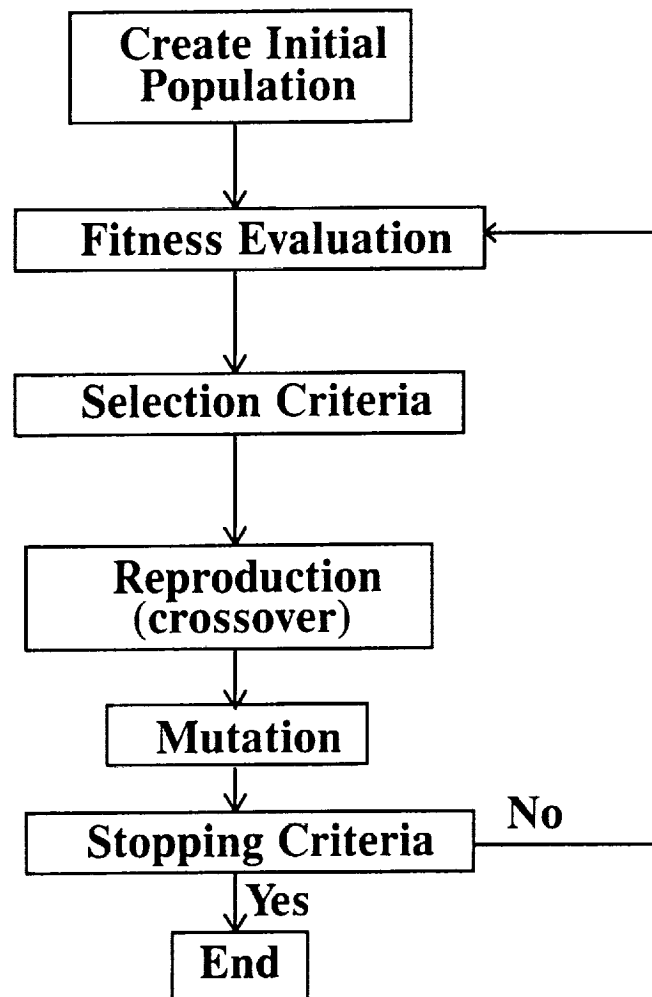 Create Initial
Population
Fitness Evaluation
Selection Criteria
Reproduction
(crossover)
Mutation
Stopping Criteria
No
Yes
End